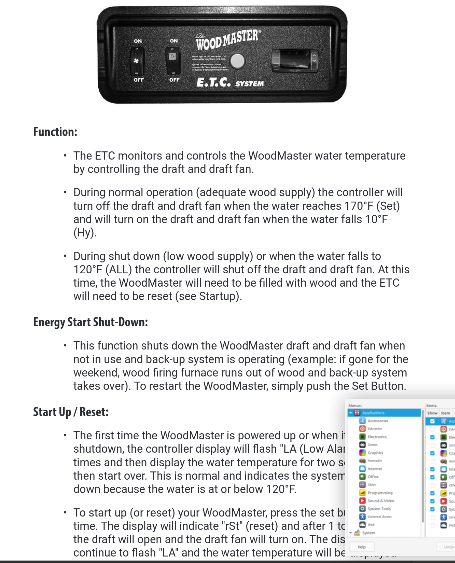 ON
ON
The
WOOD MASTER®
OFF
OFF
E.T.C. SYSTEM
Function:
• The ETC monitors and controls the WoodMaster water temperature
by controlling the draft and draft fan.
• During normal operation (adequate wood supply) the controller will
turn off the draft and draft fan when the water reaches 170°F (Set)
and will turn on the draft and draft fan when the water falls 10°F
(Hy).
• During shut down (low wood supply) or when the water falls to
120°F (ALL) the controller will shut off the draft and draft fan. At this
time, the WoodMaster will need to be filled with wood and the ETC
will need to be reset (see Startup).
Energy Start Shut-Down:
• This function shuts down the WoodMaster draft and draft fan when
not in use and back-up system is operating (example: if gone for the
weekend, wood firing furnace runs out of wood and back-up system
takes over). To restart the WoodMaster, simply push the Set Button.
Start Up / Reset:
• The first time the WoodMaster is powered up or when i
shutdown, the controller display will flash "LA (Low Alar
times and then display the water temperature for two s
then start over. This is normal and indicates the system
down because the water is at or below 120°F.
• To start up (or reset) your WoodMaster, press the set bu
time. The display will indicate "rSt" (reset) and after 1 to
the draft will open and the draft fan will turn on. The dis
continue to flash "LA" and the water temperature will be displayed
Menus:
Applications
Accessories
Education
Electronics
Games
Graphics
Internet
Office
Other
Programming
Sound & Video
System Tools
Universal Access
Wine
System
Help
Items:
Show
Item